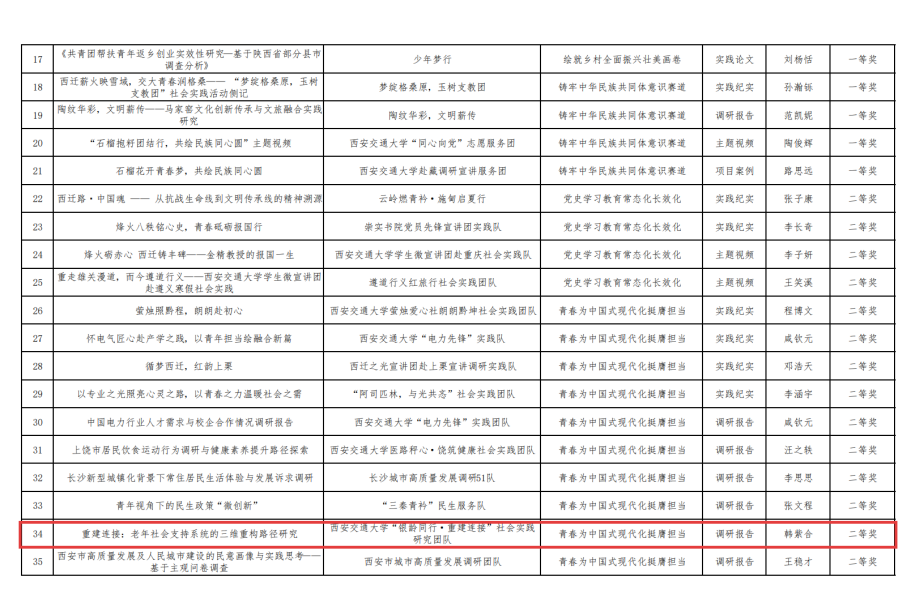 17 《共青团帮扶青年返乡创业实效性研究—基于陕西省部分县市 少年梦行 绘就乡村全面振兴壮美画卷 实践论文 刘杨恬 一等奖
调查分析》
18 西迁薪火映雪域，交大青春润格桑—— “梦绽格桑原，玉树 梦绽格桑原，玉树支教团 铸牢中华民族共同体意识赛道 实践纪实 孙瀚铄 一等奖
支教团”社会实践活动侧记
19 陶纹华彩，文明薪传——马家窑文化创新传承与文旅融合实践 陶纹华彩，文明薪传 铸牢中华民族共同体意识赛道 调研报告 范凯妮 一等奖
研究
20 “石榴抱籽团结行，共绘民族同心圆”主题视频 西安交通大学“同心向党”志愿服务团 铸牢中华民族共同体意识赛道 主题视频 陶俊辉 一等奖
21 石榴花开青春梦，共绘民族同心圆 西安交通大学赴藏调研宣讲服务团 铸牢中华民族共同体意识赛道 项目案例 路思远 一等奖
22 西迁路·中国魂 —— 从抗战生命线到文明传承线的精神溯源 云岭燃青衿·施甸启夏行 党史学习教育常态化长效化 实践纪实 张子康 二等奖
23 烽火八秩铭心史，青春砥砺报国行 崇实书院党员先锋宣讲团实践队 党史学习教育常态化长效化 实践纪实 李长奇 二等奖
24 烽火砺赤心 西迁铸丰碑——金精教授的报国一生 西安交通大学学生微宣讲团赴重庆社会实践队 党史学习教育常态化长效化 主题视频 李子妍 二等奖
25 重走雄关漫道，而今遵道行义——西安交通大学学生微宣讲团 遵道行义红旅行社会实践队 党史学习教育常态化长效化 主题视频 王笑溪 二等奖
赴遵义寒假社会实践
26 萤烛照黔程，朗朗赴初心 西安交通大学萤烛爱心社朗朗黔坤社会实践团 青春为中国式现代化挺膺担当 实践纪实 程博文 二等奖
27 怀电气匠心赴产学之践，以青年担当绘融合新篇 西安交通大学“电力先锋”实践队 青春为中国式现代化挺膺担当 实践纪实 咸钦元 二等奖
28 循梦西迁，红韵上栗 西迁之光宣讲团赴上栗宣讲调研实践队 青春为中国式现代化挺膺担当 实践纪实 邓浩天 二等奖
29 以专业之光照亮心灵之路，以青春之力温暖社会之需 “阿司匹林，与光共态”社会实践团 青春为中国式现代化挺膺担当 实践纪实 李涵宇 二等奖
30 中国电力行业人才需求与校企合作情况调研报告 西安交通大学“电力先锋”实践团 青春为中国式现代化挺膺担当 调研报告 咸钦元 二等奖
31 上饶市居民饮食运动行为调研与健康素养提升路径探索 西安交通大学医路秤心·饶筑健康社会实践团 青春为中国式现代化挺膺担当 调研报告 汪之轶 二等奖
32 长沙新型城镇化背景下常住居民生活体验与发展诉求调研 长沙城市高质量发展调研51队 青春为中国式现代化挺膺担当 调研报告 李思思 二等奖
33 青年视角下的民生政策“微创新” “三秦青衿”民生服务队 青春为中国式现代化挺膺担当 调研报告 张文程 二等奖
34 重建连接：老年社会支持系统的三维重构路径研究 西安交通大学“银龄同行·重建连接”社会实践 青春为中国式现代化挺膺担当 调研报告 韩紫合 二等奖
研究团队
35 西安市高质量发展及人民城市建设的民意画像与实践思考—— 西安市城市高质量发展调研团队 青春为中国式现代化挺膺担当 调研报告 王稳才 二等奖
基于主观问卷调查